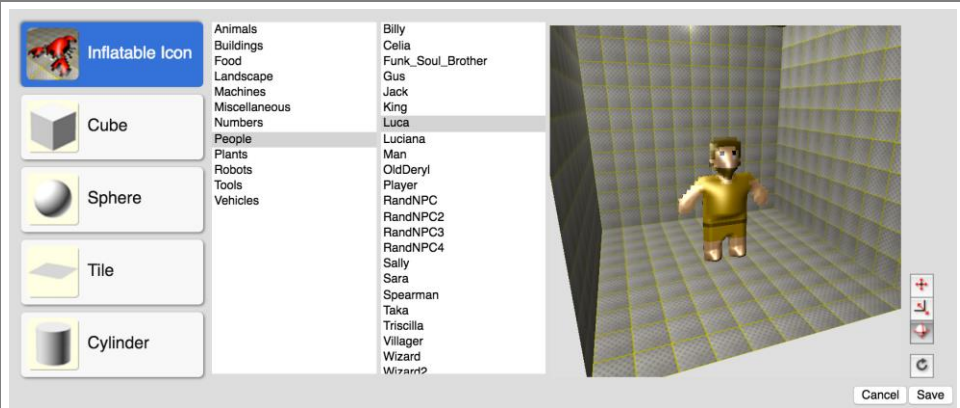 Inflatable Icon
Cube
Sphere
Tile
Cylinder
Animals
Buildings
Food
Landscape
Machines
Miscellaneous
Numbers
People
Plants
Robots
Tools
Vehicles
Billy
Celia
Funk_Soul_Brother
Gus
Jack
King
Luca
Luciana
Man
OldDeryl
Player
RandNPC
RandNPC2
RandNPC3
RandNPC4
Sally
Sara
Spearman
Taka
Triscilla
Villager
Wizard
Wizard2
Cancel Save